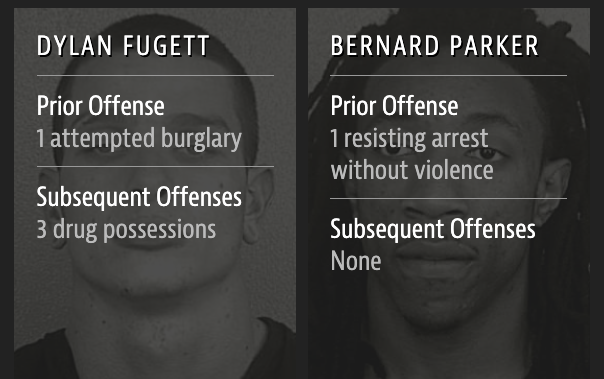 DYLAN FUGETT
Prior Offense
1 attempted burglary
Subsequent Offenses
3 drug possessions
BERNARD PARKER
Prior Offense
1 resisting arrest
without violence
Subsequent Offenses
None